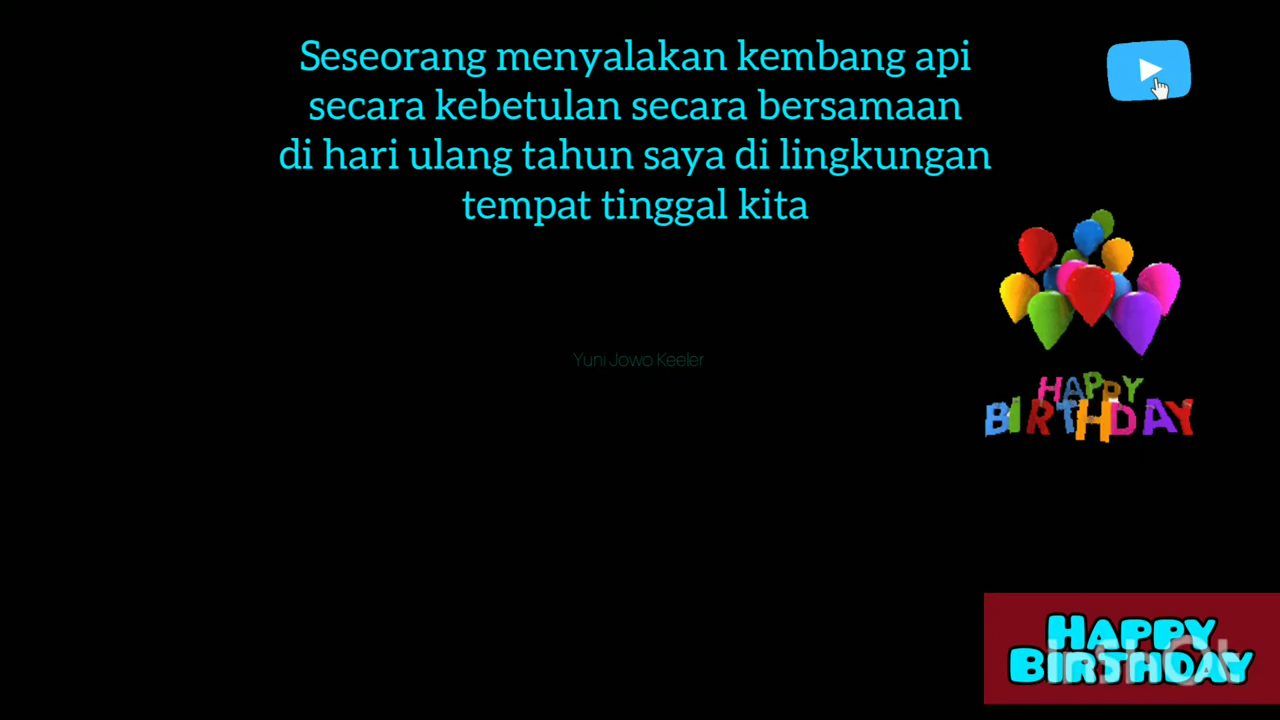 Seseorang menyalakan kembang api
secara kebetulan secara bersamaan
di hari ulang tahun saya di lingkungan
tempat tinggal kita
Yuni Jowo Keeler
HAPPY
BIRTHDAY
HAPPY
BIRTHDAY
InShOt